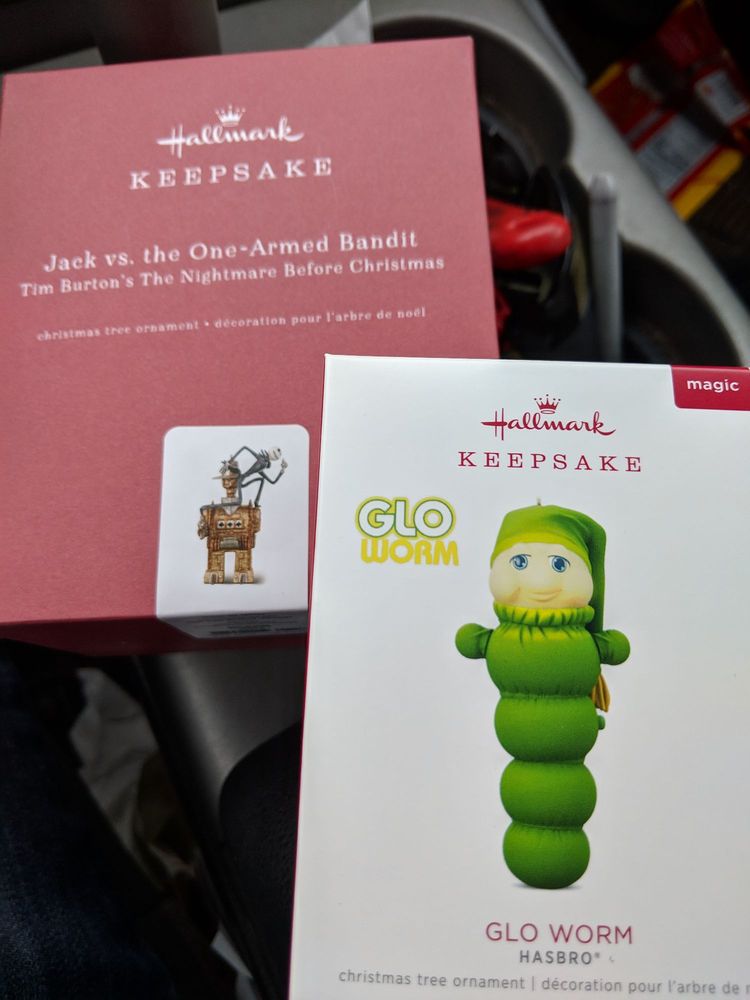 Hallmark
KEEPSAKE
Jack vs. the One-Armed Bandit
Tim Burton's The Nightmare Before Christmas
christmas tree ornament • décoration pour l'arbre de noël
magic
Hallmark
KEEPSAKE
GLO
WORM
GLO WORM
HASBRO®
christmas tree ornament | décoration pour l'arbre de n